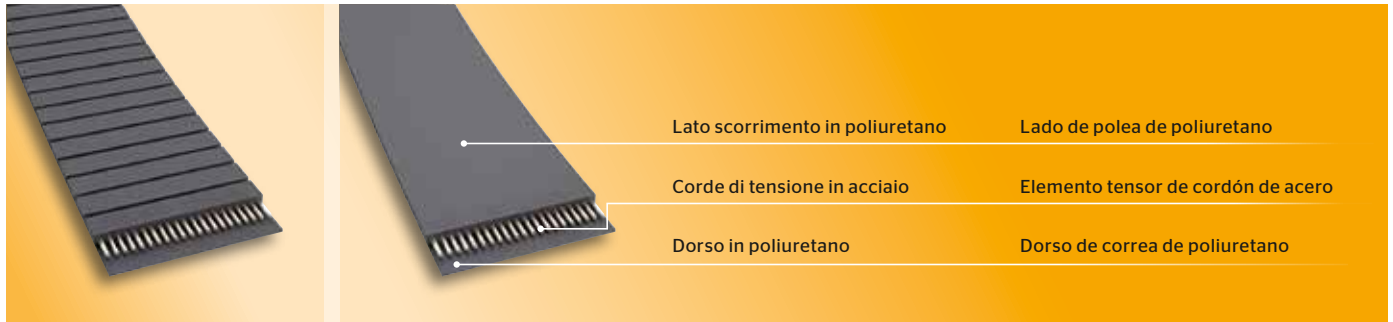 Lato scorrimento in poliuretano Lado de polea de poliuretano
Corde di tensione in acciaio Elemento tensor de cordón de acero
Dorso in poliuretano Dorso de correa de poliuretano